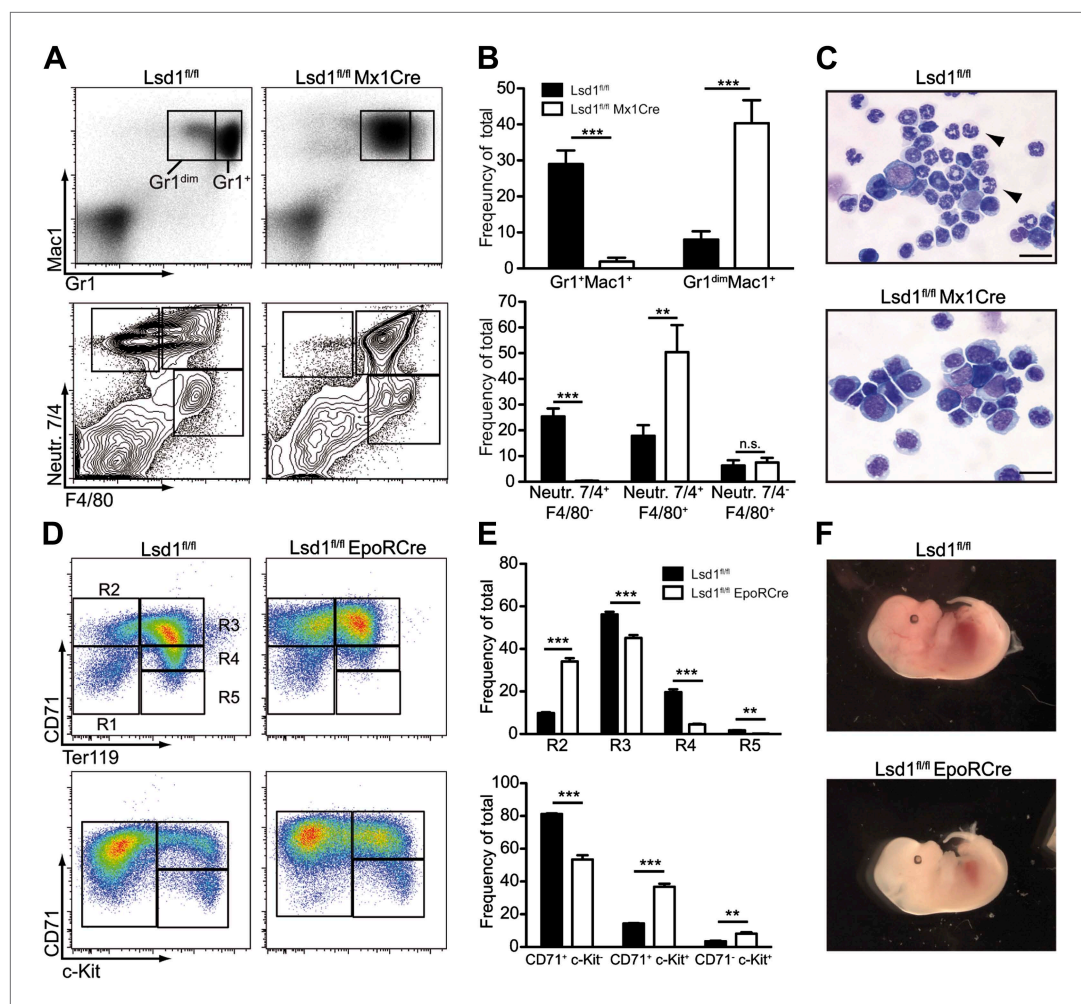 A
Lsd1fl/fl
Lsd1fl/fl Mx1Cre
Gr1dim
Gr1+
Mac1
Gr1
Neutr. 7/4
F4/80
B
Lsd1fl/fl
Lsd1fl/fl Mx1Cre
Freqeuncy of total
50
40
30
20
10
0
***
***
Gr1+Mac1+
Gr1dimMac1+
Frequency of total
70
60
50
40
30
20
10
0
***
**
n.s.
Neutr. 7/4+ Neutr. 7/4+ Neutr. 7/4-
F4/80- F4/80+ F4/80+
C
Lsd1fl/fl
Lsd1fl/fl Mx1Cre
D
Lsd1fl/fl
Lsd1fl/fl EpoRCre
R2
R3
R4
R5
R1
CD71
Ter119
CD71
c-Kit
E
Lsd1fl/fl
Lsd1fl/fl EpoRCre
Frequency of total
80
60
40
20
0
***
***
***
**
R2 R3 R4 R5
Frequency of total
100
80
60
40
20
0
***
***
**
CD71+ c-Kit- CD71+ c-Kit+ CD71- c-Kit+
F
Lsd1fl/fl
Lsd1fl/fl EpoRCre